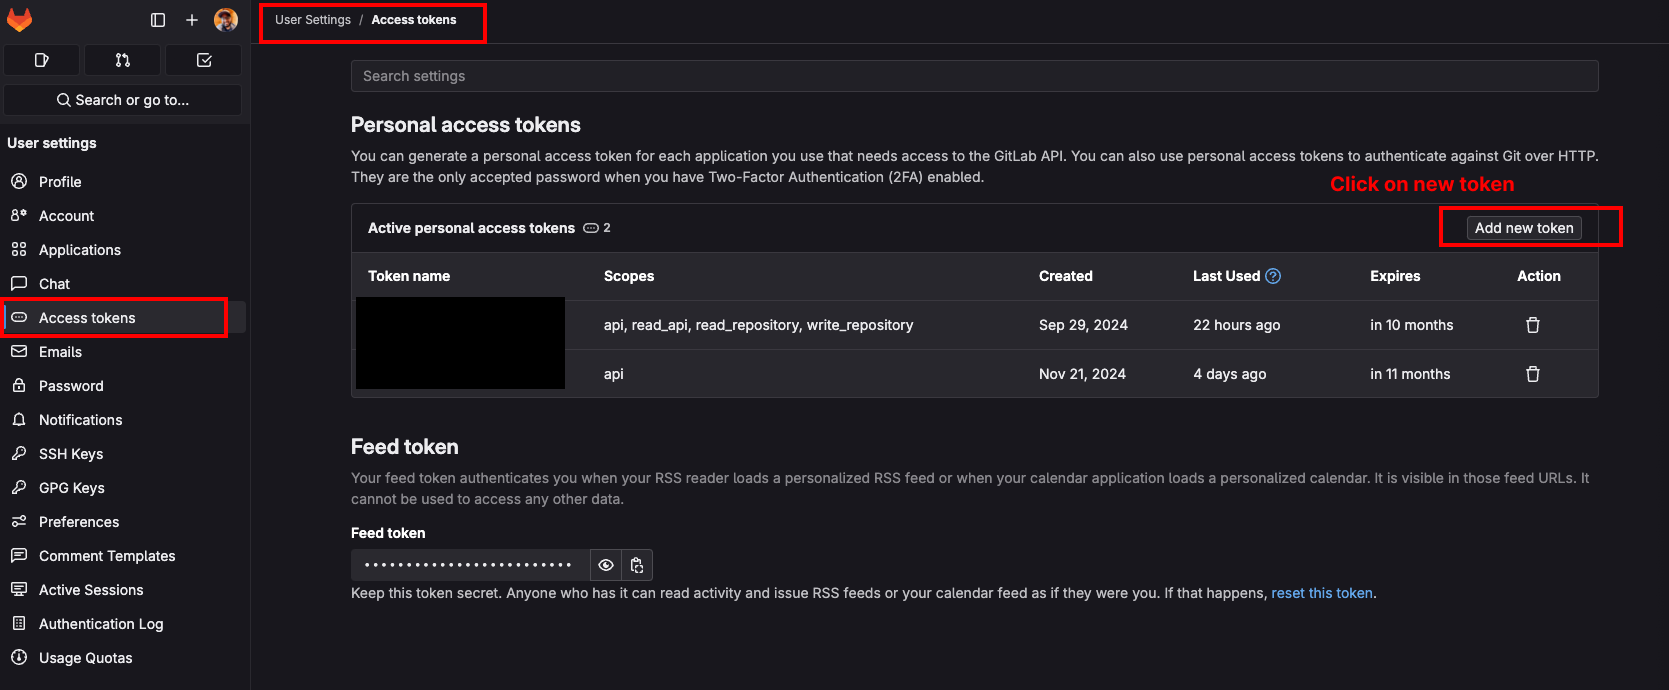 User Settings / Access tokens
Search or go to...
User settings
Profile
Account
Applications
Chat
Access tokens
Emails
Password
Notifications
SSH Keys
GPG Keys
Preferences
Comment Templates
Active Sessions
Authentication Log
Usage Quotas
Search settings
Personal access tokens
You can generate a personal access token for each application you use that needs access to the GitLab API. You can also use personal access tokens to authenticate against Git over HTTP.
They are the only accepted password when you have Two-Factor Authentication (2FA) enabled.
Click on new token
Active personal access tokens 2
Add new token
Token name Scopes Created Last Used Expires Action
api, read_api, read_repository, write_repository Sep 29, 2024 22 hours ago in 10 months
api Nov 21, 2024 4 days ago in 11 months
Feed token
Your feed token authenticates you when your RSS reader loads a personalized RSS feed or when your calendar application loads a personalized calendar. It is visible in those feed URLs. It
cannot be used to access any other data.
Feed token
Keep this token secret. Anyone who has it can read activity and issue RSS feeds or your calendar feed as if they were you. If that happens, reset this token.